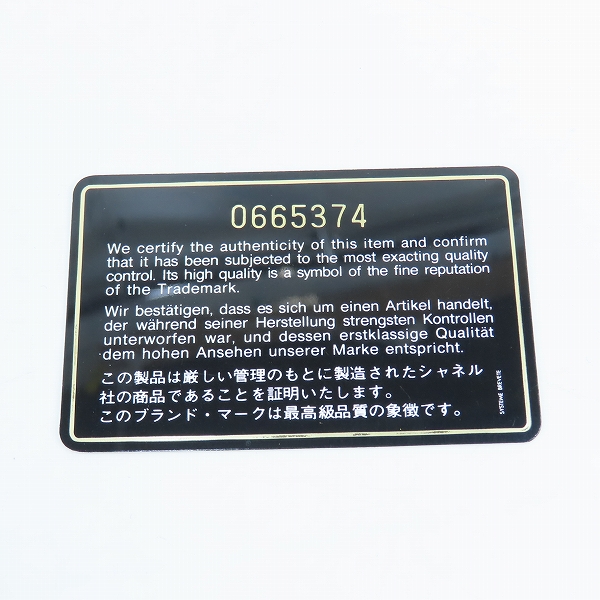 0665374
We certify the authenticity of this item and confirm
that it has been subjected to the most exacting quality
control. Its high quality is a symbol of the fine reputation
of the Trademark.
Wir bestätigen, dass es sich um einen Artikel handelt,
der während seiner Herstellung strengsten Kontrollen
unterworfen war, und dessen erstklassige Qualität
dem hohen Ansehen unserer Marke entspricht.
この製品は厳しい管理のもとに製造されたシャネル
社の商品であることを証明いたします。
このブランド・マークは最高級品質の象徴です。
SYSTEME BREVETE